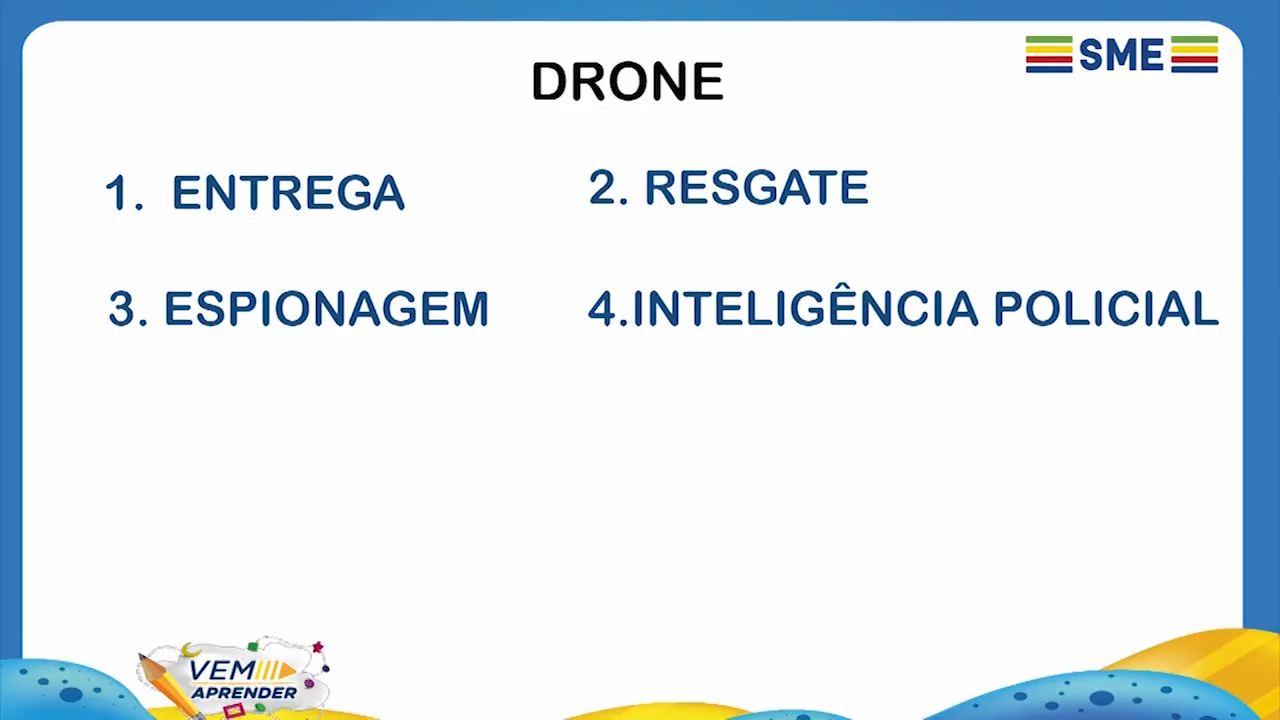 SME
DRONE
1. ENTREGA
2. RESGATE
3. ESPIONAGEM
4.INTELIGÊNCIA POLICIAL
VEM
APRENDER